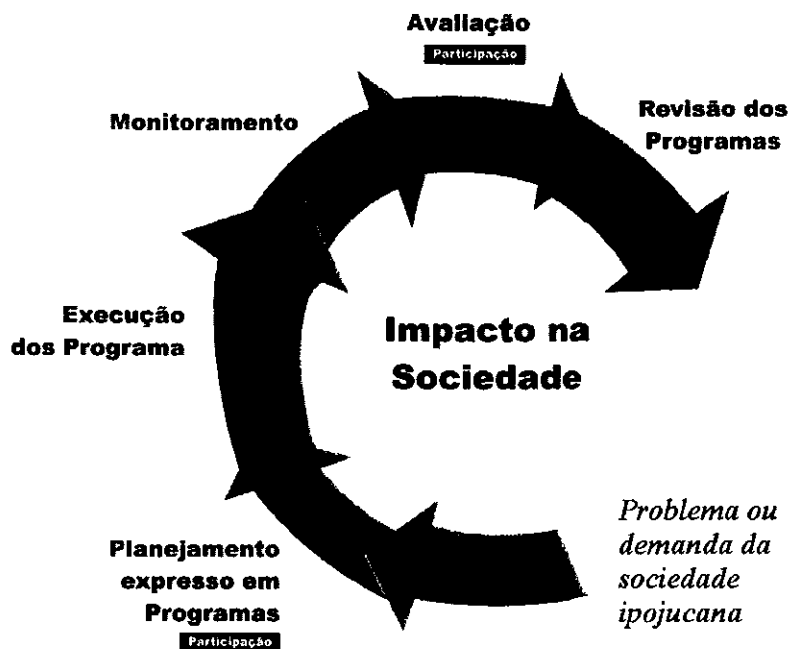 Avaliação
Participação
Revisão dos
Programas
Monitoramento
Execução
dos Programa
Impacto na
Sociedade
Problema ou
demanda da
sociedade
ipojucana
Planejamento
expresso em
Programas
Participação